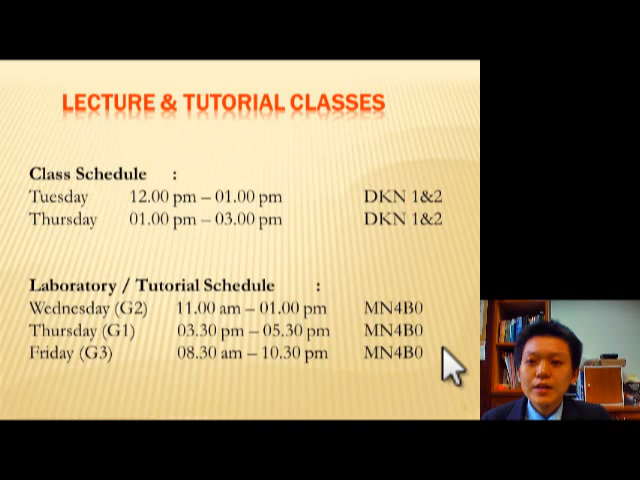 LECTURE & TUTORIAL CLASSES
Class Schedule :
Tuesday 12.00 pm – 01.00 pm DKN 1&2
Thursday 01.00 pm – 03.00 pm DKN 1&2
Laboratory / Tutorial Schedule :
Wednesday (G2) 11.00 am – 01.00 pm MN4B0
Thursday (G1) 03.30 pm – 05.30 pm MN4B0
Friday (G3) 08.30 am – 10.30 pm MN4B0